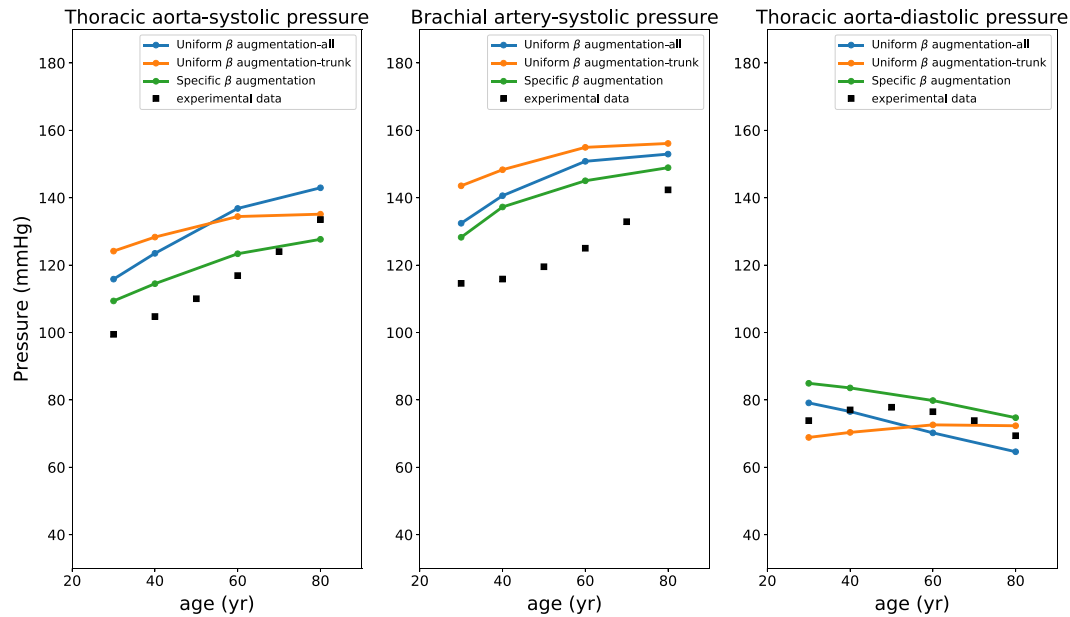 Thoracic aorta-systolic pressure
Uniform β augmentation-all
Uniform β augmentation-trunk
Specific β augmentation
experimental data
Pressure (mmHg)
160
140
120
100
80
60
40
20 40 60 80
age (yr)
Brachial artery-systolic pressure
Uniform β augmentation-all
Uniform β augmentation-trunk
Specific β augmentation
experimental data
160
140
120
100
80
60
40
20 40 60 80
age (yr)
Thoracic aorta-diastolic pressure
Uniform β augmentation-all
Uniform β augmentation-trunk
Specific β augmentation
experimental data
160
140
120
100
80
60
40
20 40 60 80
age (yr)